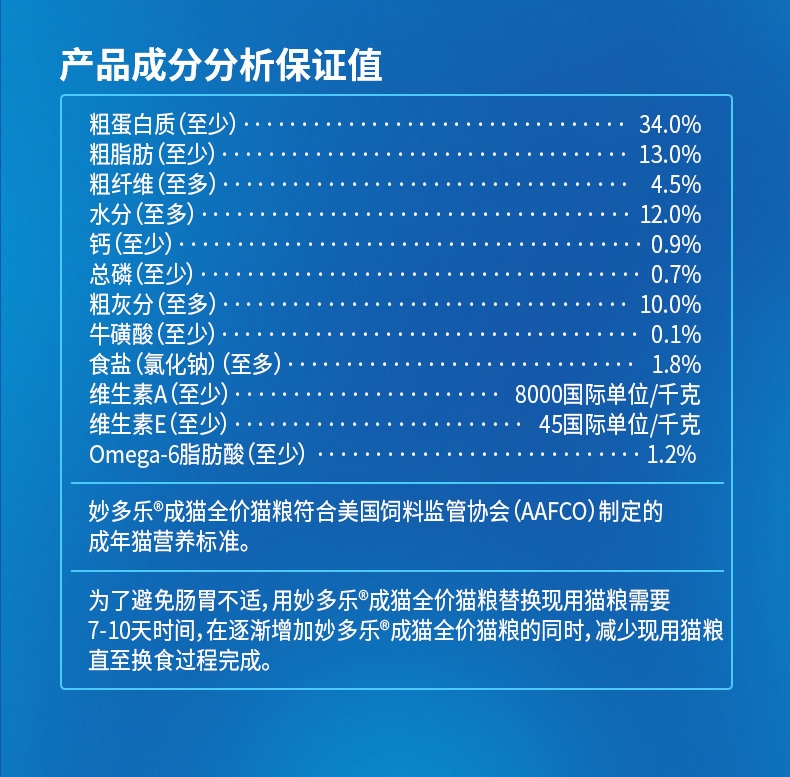 产品成分分析保证值
粗蛋白质(至少) 34.0%
粗脂肪(至少) 13.0%
粗纤维(至多) 4.5%
水分(至多) 12.0%
钙(至少) 0.9%
总磷(至少) 0.7%
粗灰分(至多) 10.0%
牛磺酸(至少) 0.1%
食盐(氯化钠)(至多) 1.8%
维生素A(至少) 8000国际单位/千克
维生素E(至少) 45国际单位/千克
Omega-6脂肪酸(至少) 1.2%
妙多乐®成猫全价猫粮符合美国饲料监管协会(AAFCO)制定的
成年猫营养标准。
为了避免肠胃不适,用妙多乐®成猫全价猫粮替换现用猫粮需要
7-10天时间,在逐渐增加妙多乐®成猫全价猫粮的同时,减少现用猫粮
直至换食过程完成。